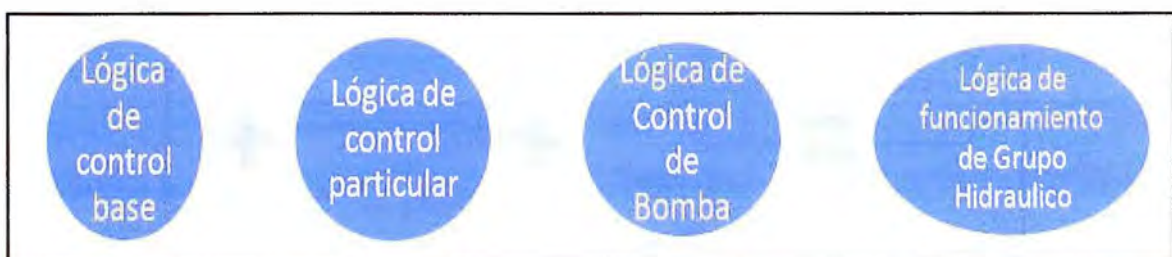 Lógica
de
control
base
+
Lógica de
control
particular
+
Lógica de
Control
de
Bomba
=
Lógica de
funcionamiento
de Grupo
Hidraulico